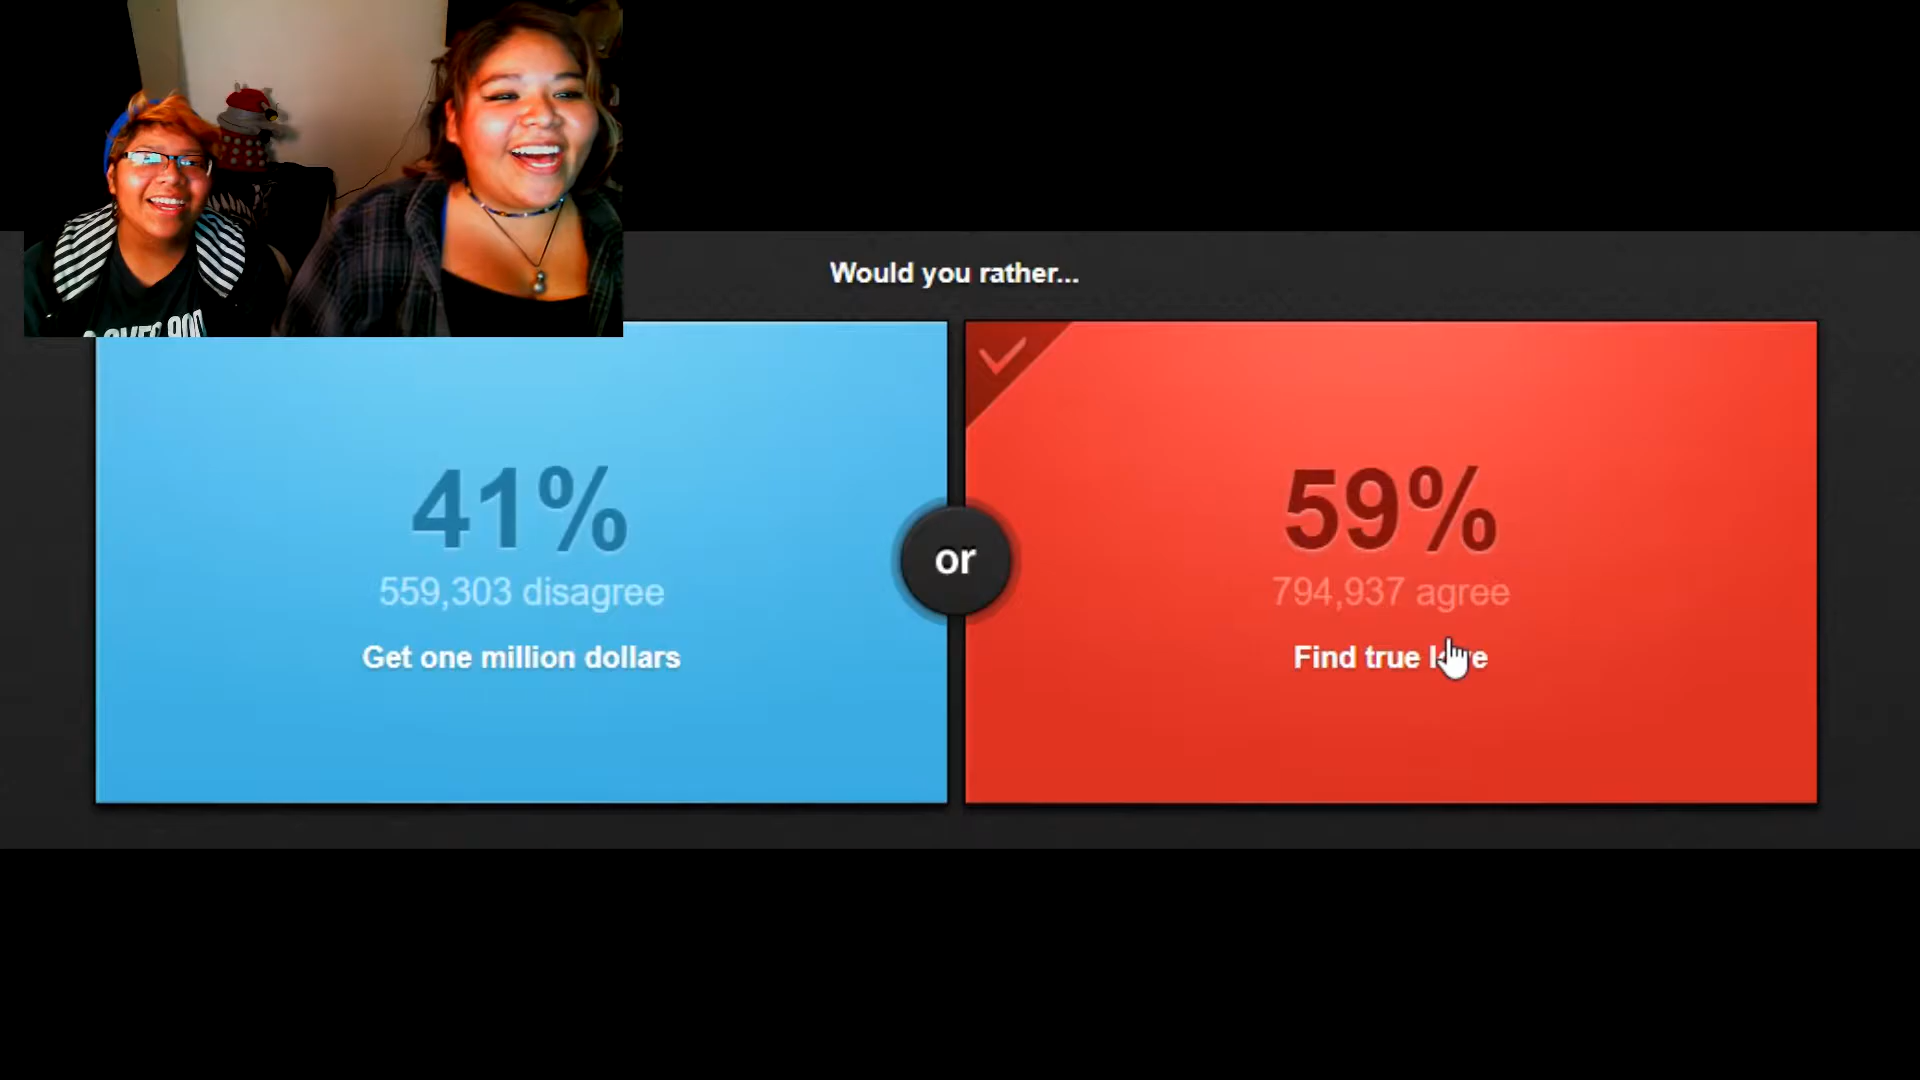 Would you rather...
41%
559,303 disagree
Get one million dollars
or
59%
794,937 agree
Find true